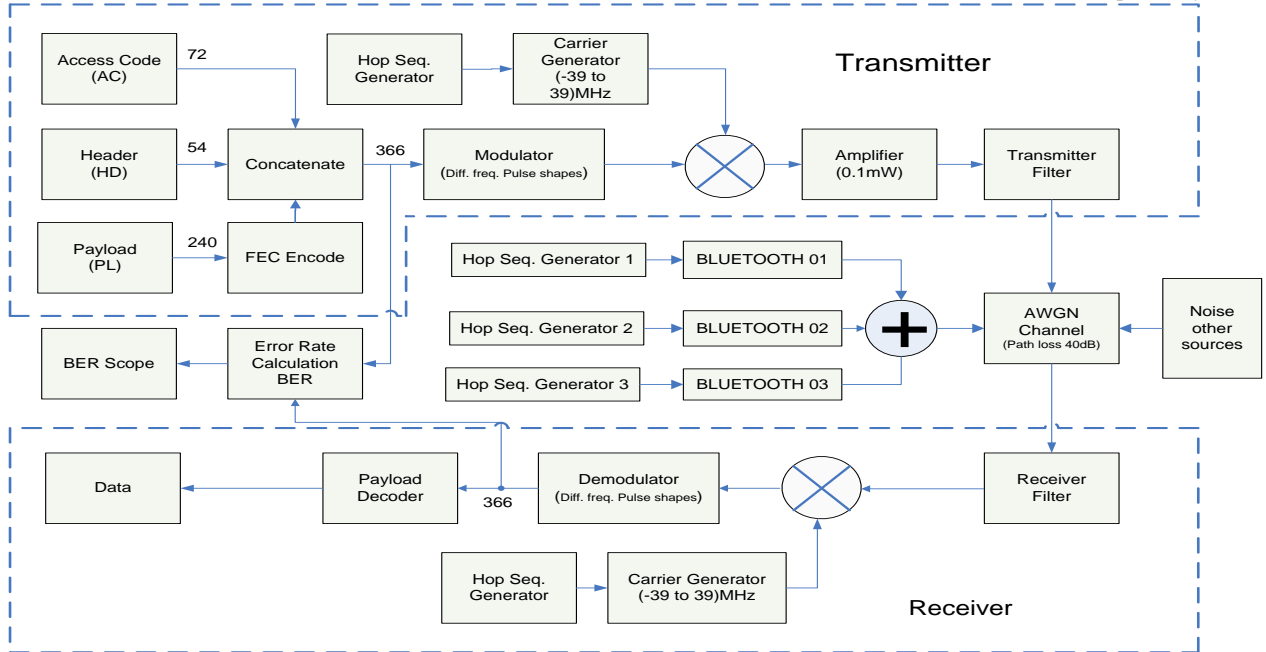 Transmitter
Access Code
(AC)
72
Hop Seq.
Generator
Carrier
Generator
(-39 to
39)MHz
Header
(HD)
54
Concatenate
366
Modulator
(Diff. freq. Pulse shapes)
Amplifier
(0.1mW)
Transmitter
Filter
Payload
(PL)
240
FEC Encode
Hop Seq. Generator 1
BLUETOOTH 01
Hop Seq. Generator 2
BLUETOOTH 02
Hop Seq. Generator 3
BLUETOOTH 03
AWGN
Channel
(Path loss 40dB)
Noise
other
sources
BER Scope
Error Rate
Calculation
BER
Data
Payload
Decoder
366
Demodulator
(Diff. freq. Pulse shapes)
Receiver
Filter
Hop Seq.
Generator
Carrier Generator
(-39 to 39)MHz
Receiver